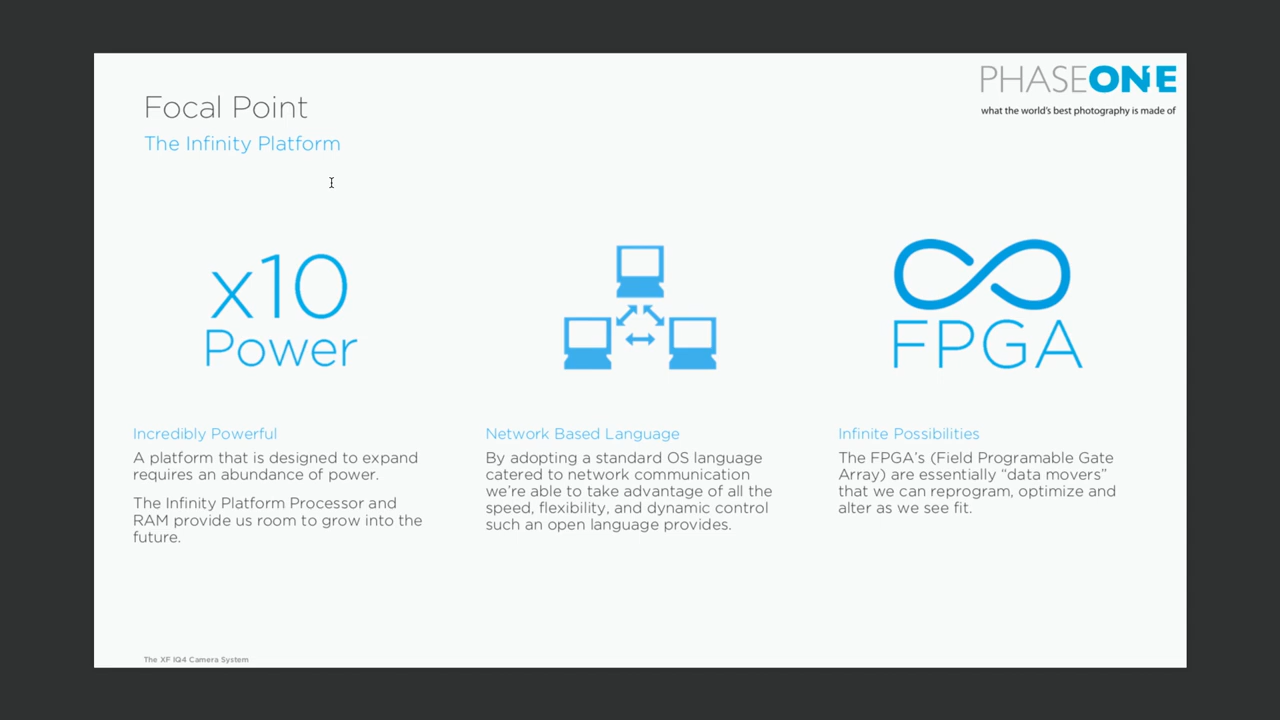 PHASEONE
what the world's best photography is made of
Focal Point
The Infinity Platform
x10
Power
FPGA
Incredibly Powerful
A platform that is designed to expand
requires an abundance of power.
The Infinity Platform Processor and
RAM provide us room to grow into the
future.
Network Based Language
By adopting a standard OS language
catered to network communication
we're able to take advantage of all the
speed, flexibility, and dynamic control
such an open language provides.
Infinite Possibilities
The FPGA's (Field Programable Gate
Array) are essentially “data movers”
that we can reprogram, optimize and
alter as we see fit.
The XF IQ4 Camera System